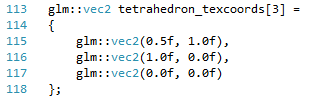 113 glm::vec2 tetrahedron_texcoords[3] =
114 {
115     glm::vec2(0.5f, 1.0f),
116     glm::vec2(1.0f, 0.0f),
117     glm::vec2(0.0f, 0.0f)
118 };